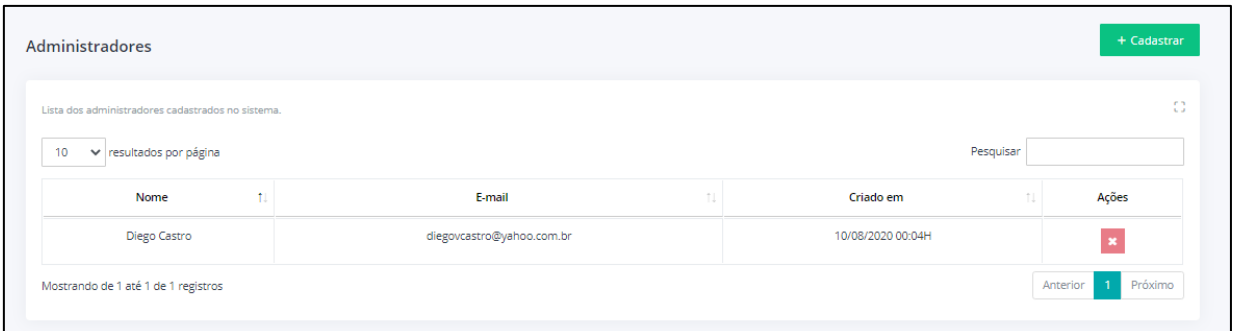 Administradores
+ Cadastrar
Lista dos administradores cadastrados no sistema.
10 resultados por página
Pesquisar
Nome E-mail Criado em Ações
Diego Castro diegovcastro@yahoo.com.br 10/08/2020 00:04H
Mostrando de 1 até 1 de 1 registros
Anterior 1 Próximo